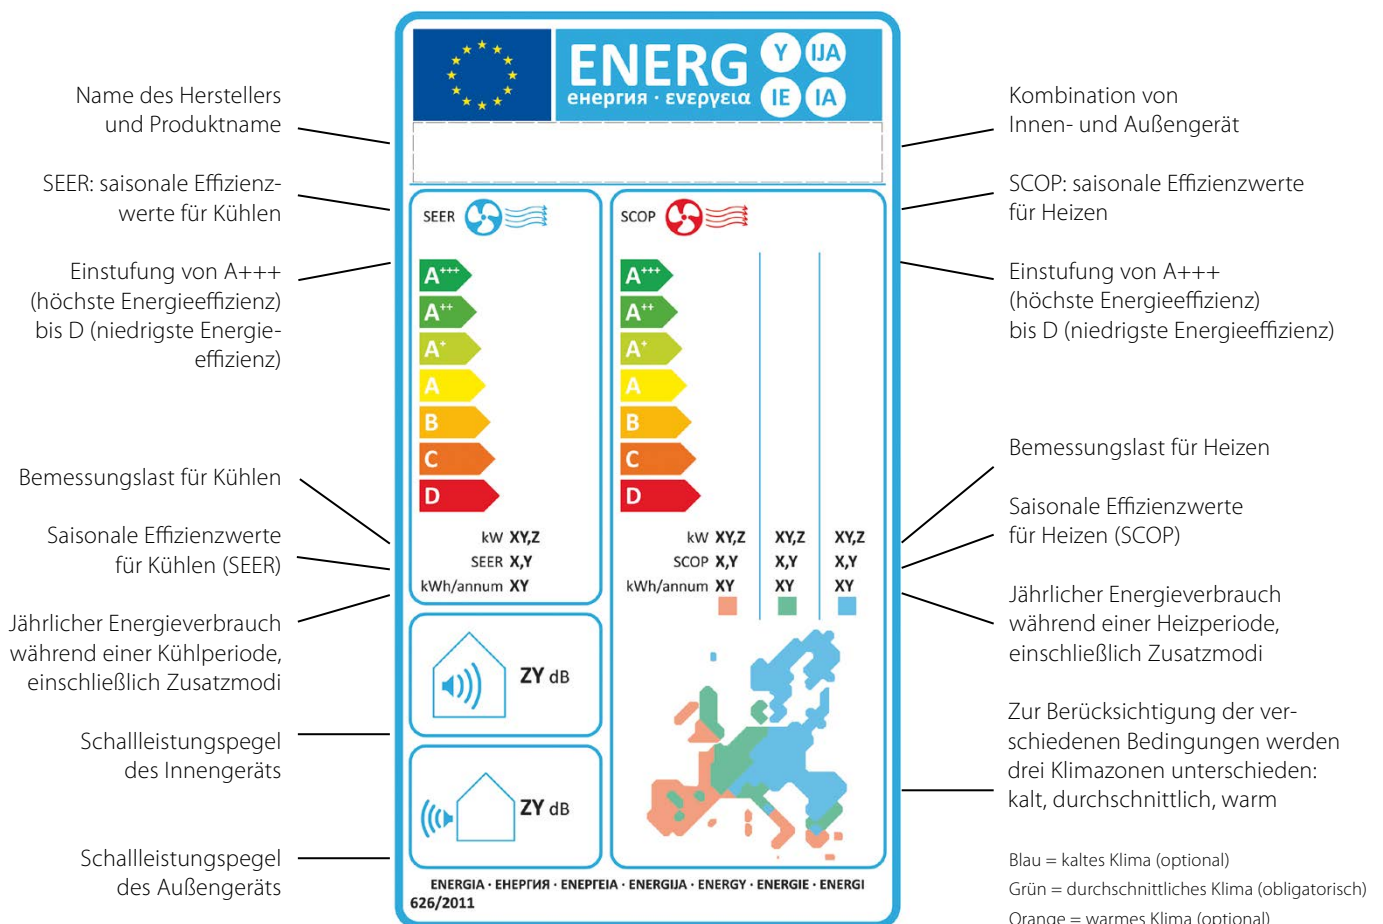 Name des Herstellers
und Produktname
SEER: saisonale Effizienz-
werte für Kühlen
Einstufung von A+++
(höchste Energieeffizienz)
bis D (niedrigste Energie-
effizienz)
Bemessungslast für Kühlen
Saisonale Effizienzwerte
für Kühlen (SEER)
Jährlicher Energieverbrauch
während einer Kühlperiode,
einschließlich Zusatzmodi
Schallleistungspegel
des Innengeräts
Schallleistungspegel
des Außengeräts
ENERG Y IJA
енергия · ενεργεια IE IA
SEER
A+++
A++
A+
A
B
C
D
kW XY,Z
SEER X,Y
kWh/annum XY
ZY dB
ZY dB
SCOP
A+++
A++
A+
A
B
C
D
kW XY,Z XY,Z XY,Z
SCOP X,Y X,Y X,Y
kWh/annum XY XY XY
ENERGIA · ЕНЕРГИЯ · ΕΝΕΡΓΕΙΑ · ENERGIJA · ENERGY · ENERGIE · ENERGI
626/2011
Kombination von
Innen- und Außengerät
SCOP: saisonale Effizienzwerte
für Heizen
Einstufung von A+++
(höchste Energieeffizienz)
bis D (niedrigste Energieeffizienz)
Bemessungslast für Heizen
Saisonale Effizienzwerte
für Heizen (SCOP)
Jährlicher Energieverbrauch
während einer Heizperiode,
einschließlich Zusatzmodi
Zur Berücksichtigung der ver-
schiedenen Bedingungen werden
drei Klimazonen unterschieden:
kalt, durchschnittlich, warm
Blau = kaltes Klima (optional)
Grün = durchschnittliches Klima (obligatorisch)
Orange = warmes Klima (optional)